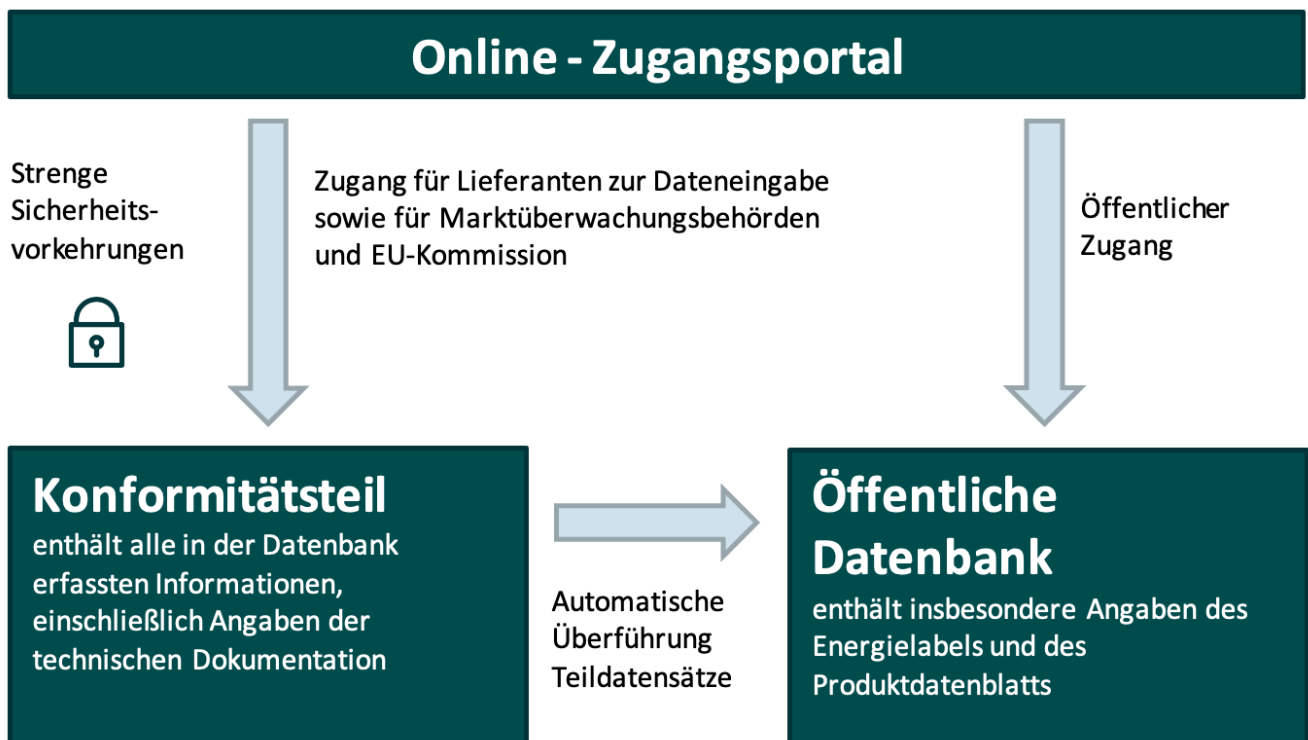 Online - Zugangsportal
Strenge
Sicherheits-
vorkehrungen
Zugang für Lieferanten zur Dateneingabe
sowie für Marktüberwachungsbehörden
und EU-Kommission
Öffentlicher
Zugang
Konformitätsteil
enthält alle in der Datenbank
erfassten Informationen,
einschließlich Angaben der
technischen Dokumentation
Automatische
Überführung
Teildatensätze
Öffentliche
Datenbank
enthält insbesondere Angaben des
Energielabels und des
Produktdatenblatts